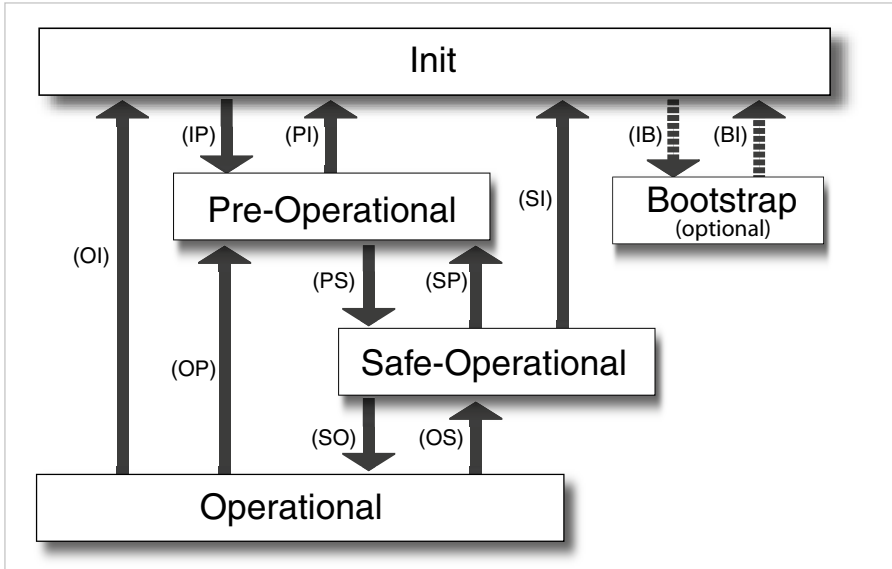 Init
(IP)
(PI)
(IB)
(BI)
Pre-Operational
(SI)
Bootstrap
(optional)
(OI)
(PS)
(SP)
(OP)
Safe-Operational
(SO)
(OS)
Operational